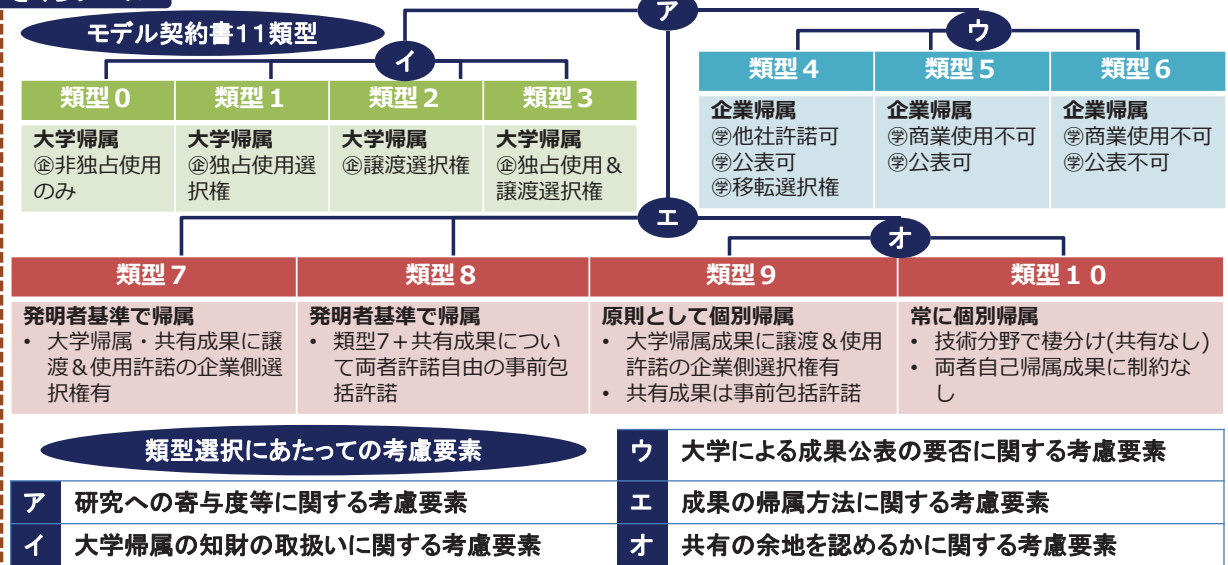 ア
モデル契約書11類型
イ
ウ
類型0
類型1
類型2
類型3
類型4
類型5
類型6
大学帰属
㊭非独占使用
のみ
大学帰属
㊭独占使用選
択権
大学帰属
㊭譲渡選択権
大学帰属
㊭独占使用＆
譲渡選択権
企業帰属
㊫他社許諾可
㊫公表可
㊫移転選択権
企業帰属
㊫商業使用不可
㊫公表可
企業帰属
㊫商業使用不可
㊫公表不可
エ
オ
類型7
類型8
類型9
類型１０
発明者基準で帰属
• 大学帰属・共有成果に譲
渡＆使用許諾の企業側選
択権有
発明者基準で帰属
• 類型7＋共有成果につい
て両者許諾自由の事前包
括許諾
原則として個別帰属
• 大学帰属成果に譲渡＆使用
許諾の企業側選択権有
• 共有成果は事前包括許諾
常に個別帰属
• 技術分野で棲分け(共有なし)
• 両者自己帰属成果に制約な
し
類型選択にあたっての考慮要素
ア 研究への寄与度等に関する考慮要素
イ 大学帰属の知財の取扱いに関する考慮要素
ウ 大学による成果公表の要否に関する考慮要素
エ 成果の帰属方法に関する考慮要素
オ 共有の余地を認めるかに関する考慮要素